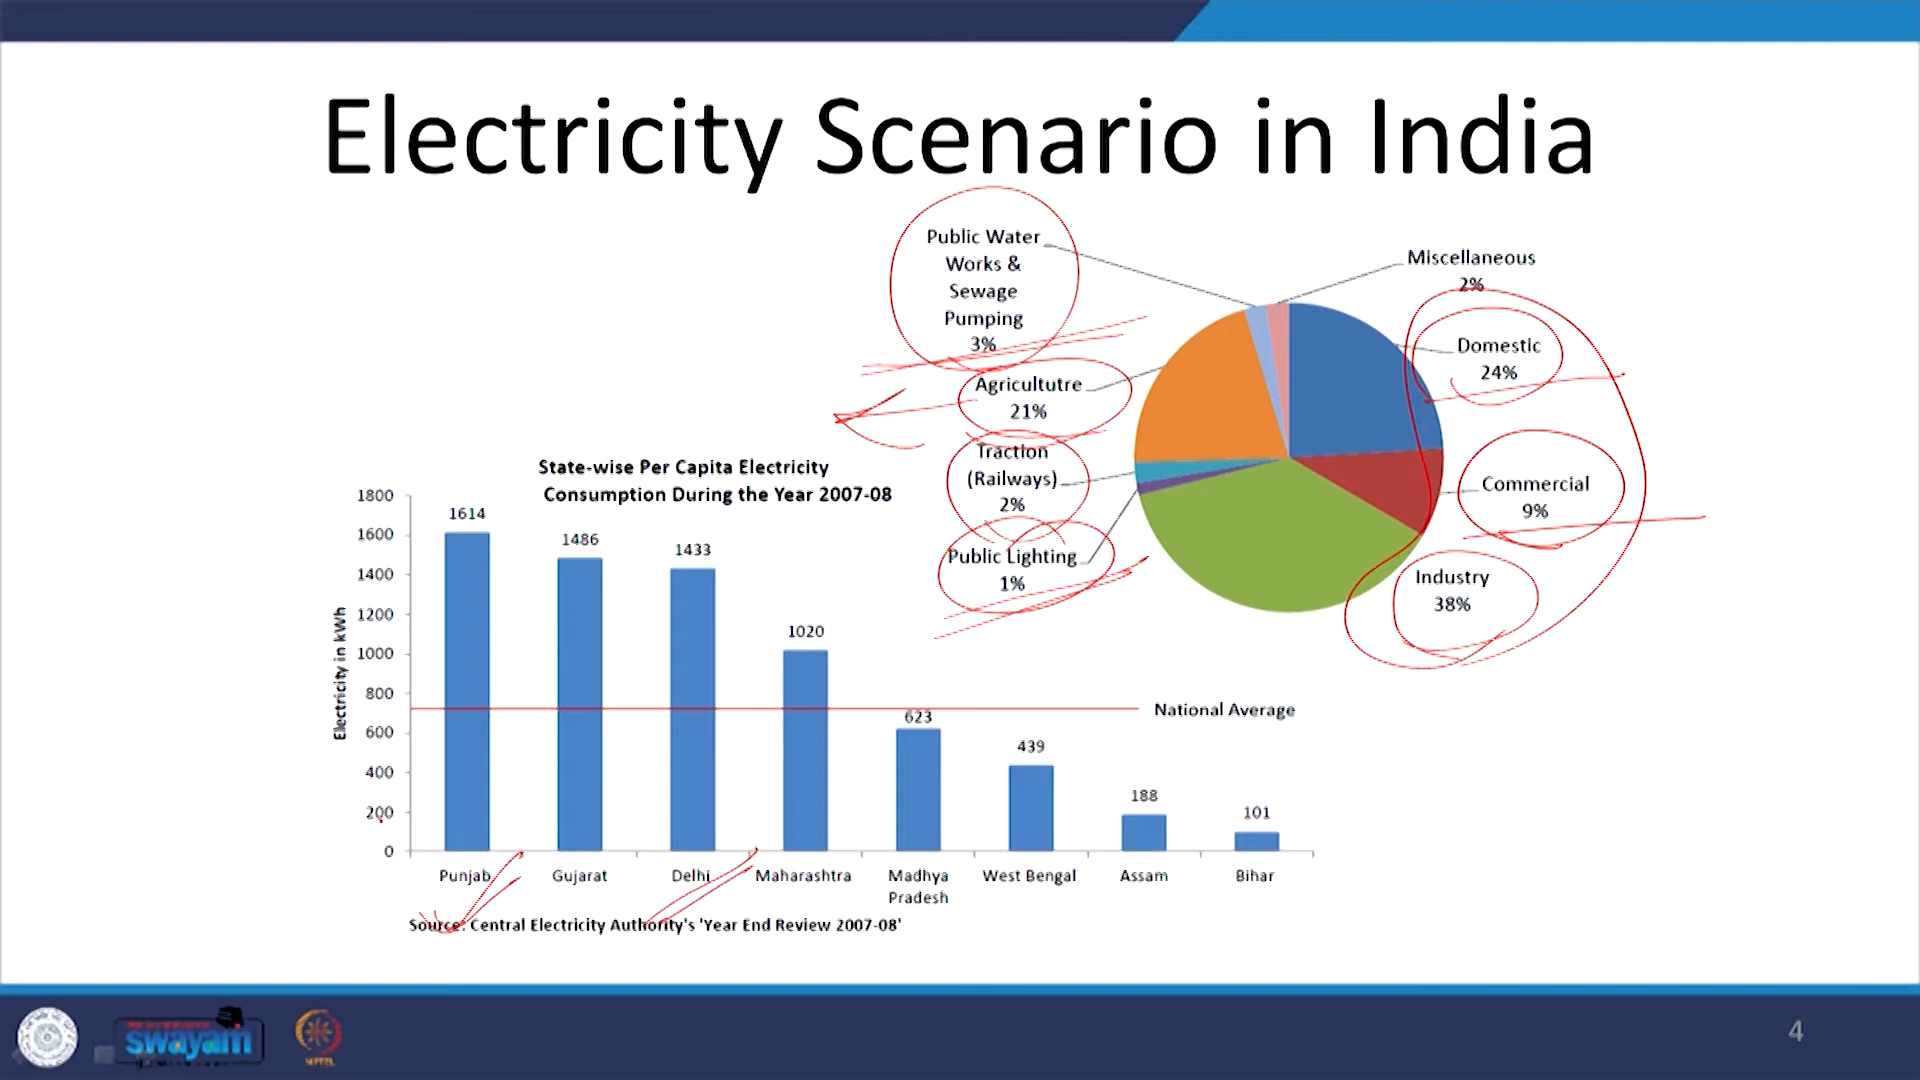 Electricity Scenario in India
Public Water
Works &
Sewage
Pumping
3%
Miscellaneous
2%
Domestic
24%
Agricultutre
21%
Traction
(Railways)
2%
Commercial
9%
Public Lighting
1%
Industry
38%
State-wise Per Capita Electricity
Consumption During the Year 2007-08
Electricity in kWh
1800
1600
1400
1200
1000
800
600
400
200
0
1614
1486
1433
1020
623
439
188
101
National Average
Punjab
Gujarat
Delhi
Maharashtra
Madhya
Pradesh
West Bengal
Assam
Bihar
Source: Central Electricity Authority's 'Year End Review 2007-08'
swayam
4